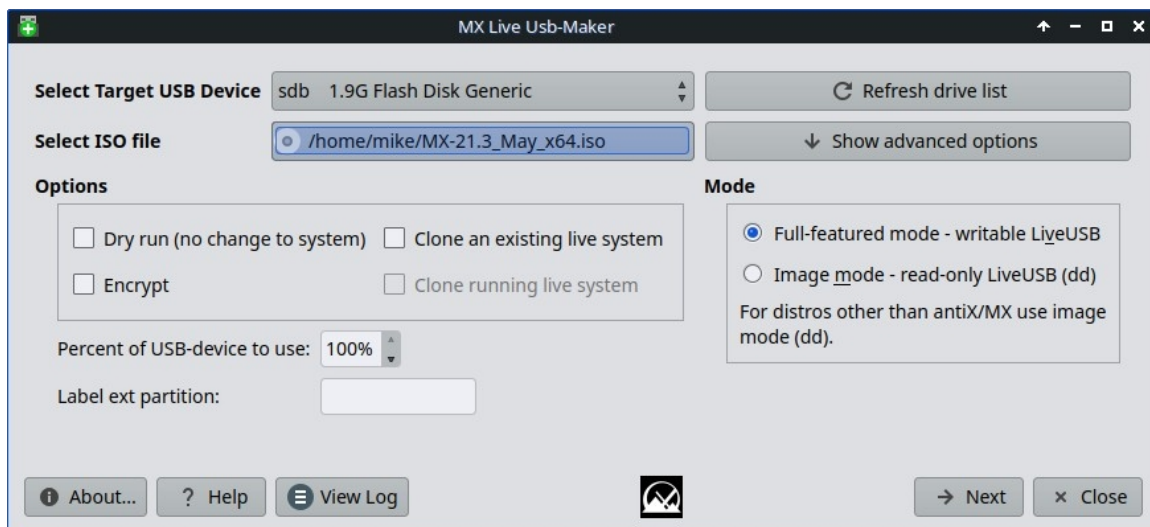 MX Live Usb-Maker
Select Target USB Device sdb 1.9G Flash Disk Generic Refresh drive list
Select ISO file /home/mike/MX-21.3_May_x64.iso Show advanced options
Options Mode
Dry run (no change to system) Clone an existing live system Full-featured mode - writable LiveUSB
Encrypt Clone running live system Image mode - read-only LiveUSB (dd)
For distros other than antiX/MX use image
mode (dd).
Percent of USB-device to use: 100%
Label ext partition:
About... ? Help View Log Next Close